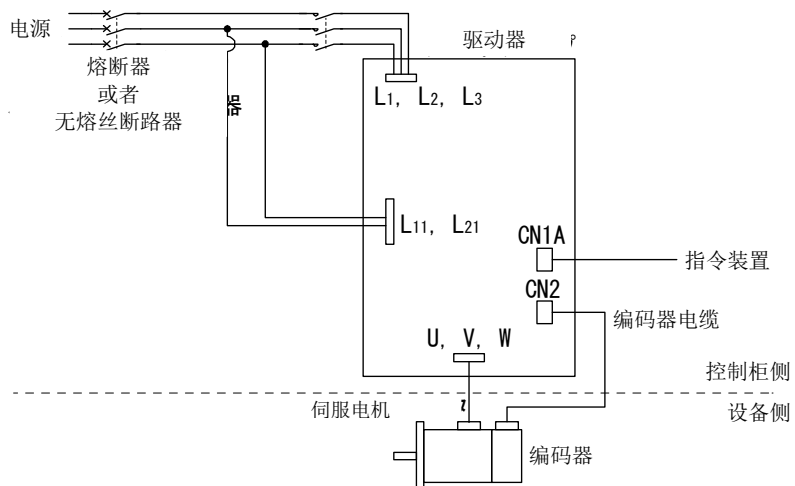 电源
驱动器
熔断器
或者
无熔丝断路器
L1, L2, L3
L11, L21
CN1A
指令装置
CN2
编码器电缆
U, V, W
控制柜侧
伺服电机
设备侧
编码器